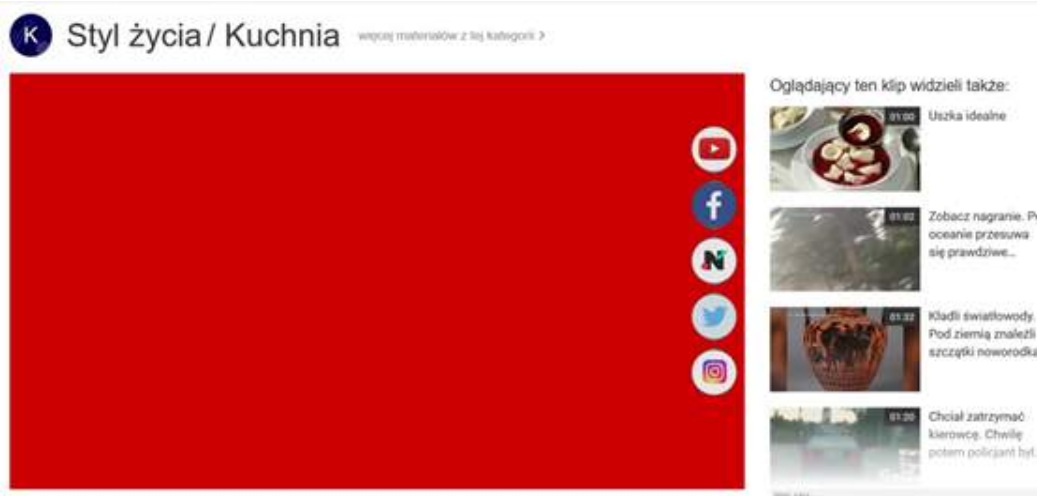 K
Styl życia / Kuchnia
więcej materiałów z tej kategorii >
Oglądający ten klip widzieli także:
01:00
Uszka idealne
01:02
Zobacz nagranie. Po
oceanie przesuwa
się prawdziwe...
01:32
Kładli światłowody.
Pod ziemią znaleźli
szczątki noworodka
01:20
Chciał zatrzymać
kierowcę. Chwilę
potem policjant był